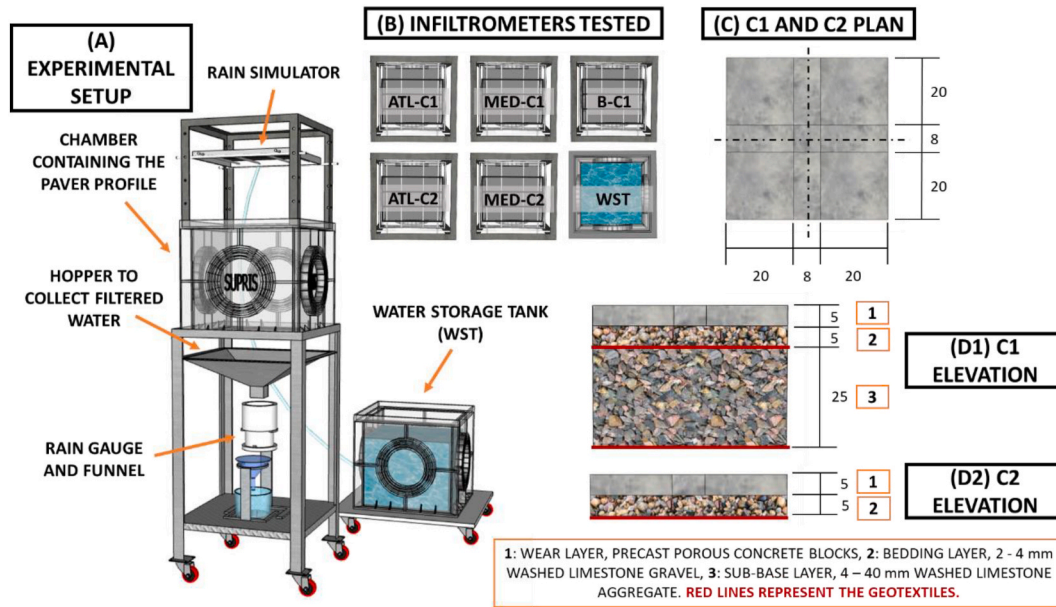 (A)
EXPERIMENTAL
SETUP
RAIN SIMULATOR
CHAMBER
CONTAINING THE
PAVER PROFILE
SUPRIS
HOPPER TO
COLLECT FILTERED
WATER
RAIN GAUGE
AND FUNNEL
WATER STORAGE TANK
(WST)
(B) INFILTROMETERS TESTED
ATL-C1 MED-C1 B-C1
ATL-C2 MED-C2 WST
(C) C1 AND C2 PLAN
20
8
20
20 8 20
5 1
5 2
25 3
(D1) C1
ELEVATION
5 1
5 2
(D2) C2
ELEVATION
1: WEAR LAYER, PRECAST POROUS CONCRETE BLOCKS, 2: BEDDING LAYER, 2 - 4 mm
WASHED LIMESTONE GRAVEL, 3: SUB-BASE LAYER, 4 – 40 mm WASHED LIMESTONE
AGGREGATE. RED LINES REPRESENT THE GEOTEXTILES.